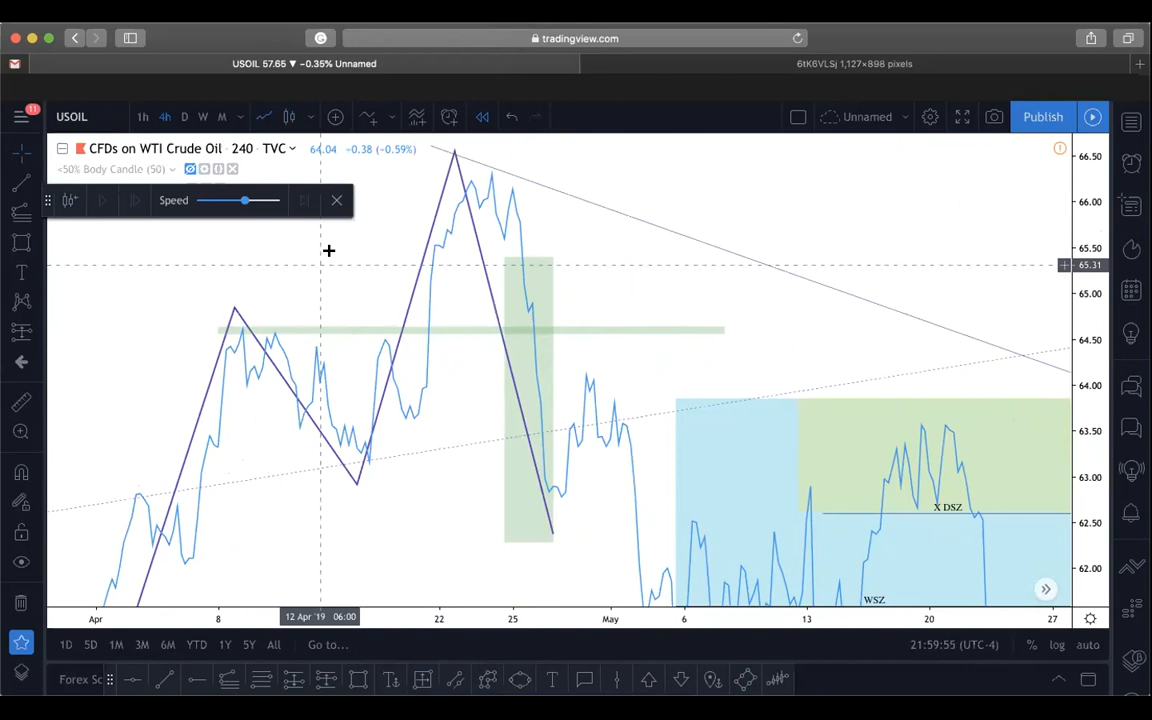 tradingview.com
USOIL 57.65 ▼ −0.35% Unnamed
6tK6VLSj 1,127×898 pixels
11
USOIL 1h 4h D W M Unnamed Publish
CFDs on WTI Crude Oil · 240 · TVC 64.04 −0.38 (−0.59%)
<50% Body Candle (50)
Speed
66.50
66.00
65.50
65.31
65.00
64.50
64.00
63.50
63.00
62.50
62.00
X DSZ
WSZ
Apr 8 12 Apr '19 06:00 22 25 May 6 13 20 27
1D 5D 1M 3M 6M YTD 1Y 5Y All Go to... 21:59:55 (UTC-4) % log auto
Forex Sc